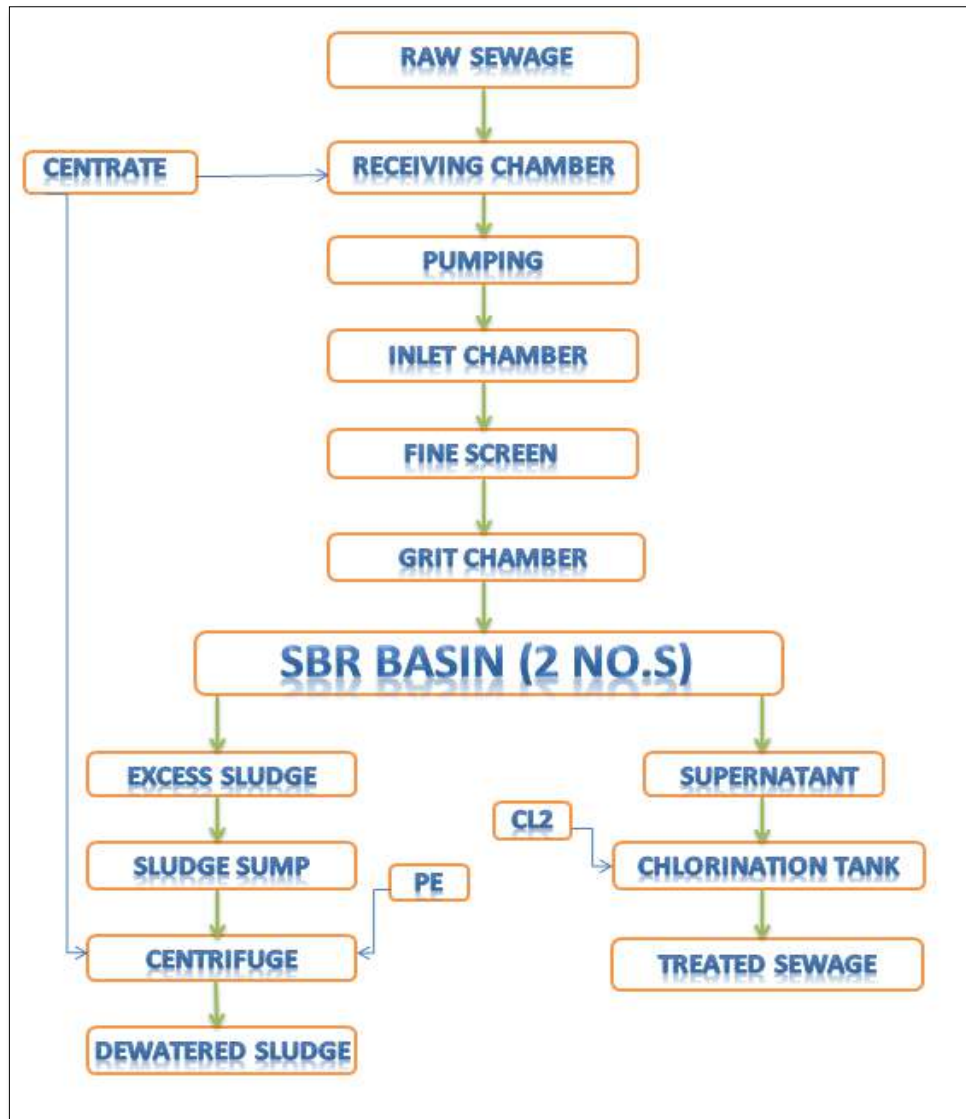 RAW SEWAGE
CENTRATE
RECEIVING CHAMBER
PUMPING
INLET CHAMBER
FINE SCREEN
GRIT CHAMBER
SBR BASIN (2 NO.S)
EXCESS SLUDGE
SUPERNATANT
CL2
SLUDGE SUMP
PE
CHLORINATION TANK
CENTRIFUGE
TREATED SEWAGE
DEWATERED SLUDGE